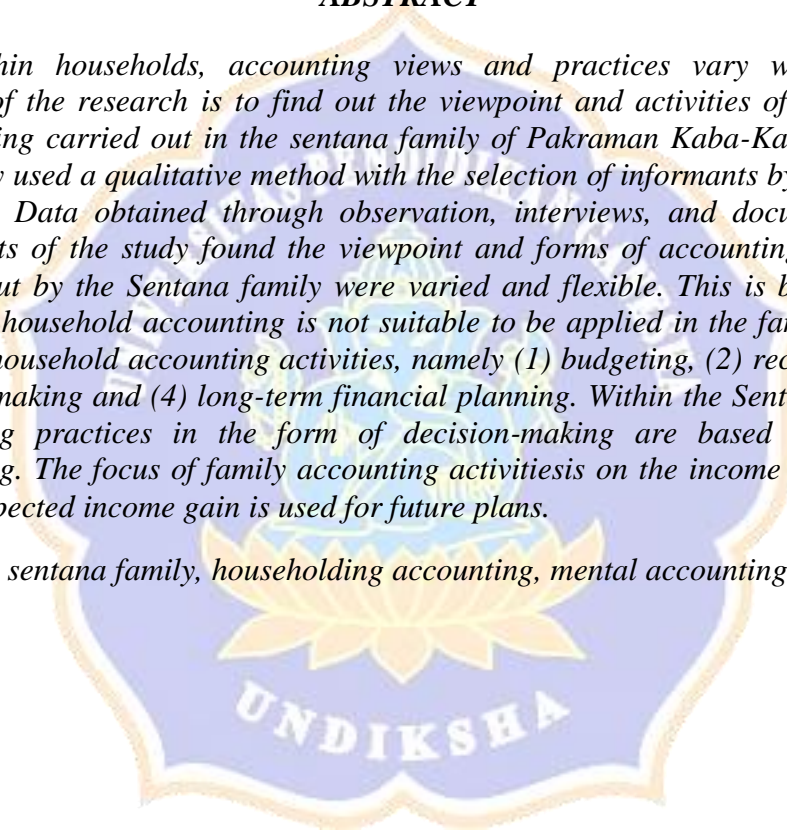 ABSTRACT
hin households, accounting views and practices vary w
of the research is to find out the viewpoint and activities of
ing carried out in the sentana family of Pakraman Kaba-Ka
y used a qualitative method with the selection of informants by
. Data obtained through observation, interviews, and docu
ts of the study found the viewpoint and forms of accounting
ut by the Sentana family were varied and flexible. This is b
household accounting is not suitable to be applied in the fa
household accounting activities, namely (1) budgeting, (2) rec
making and (4) long-term financial planning. Within the Sent
g practices in the form of decision-making are based
g. The focus of family accounting activitiesis on the income
pected income gain is used for future plans.
sentana family, householding accounting, mental accounting
UNIVERSITAS PENDIDIKAN GANESHA
UNDIKSHA